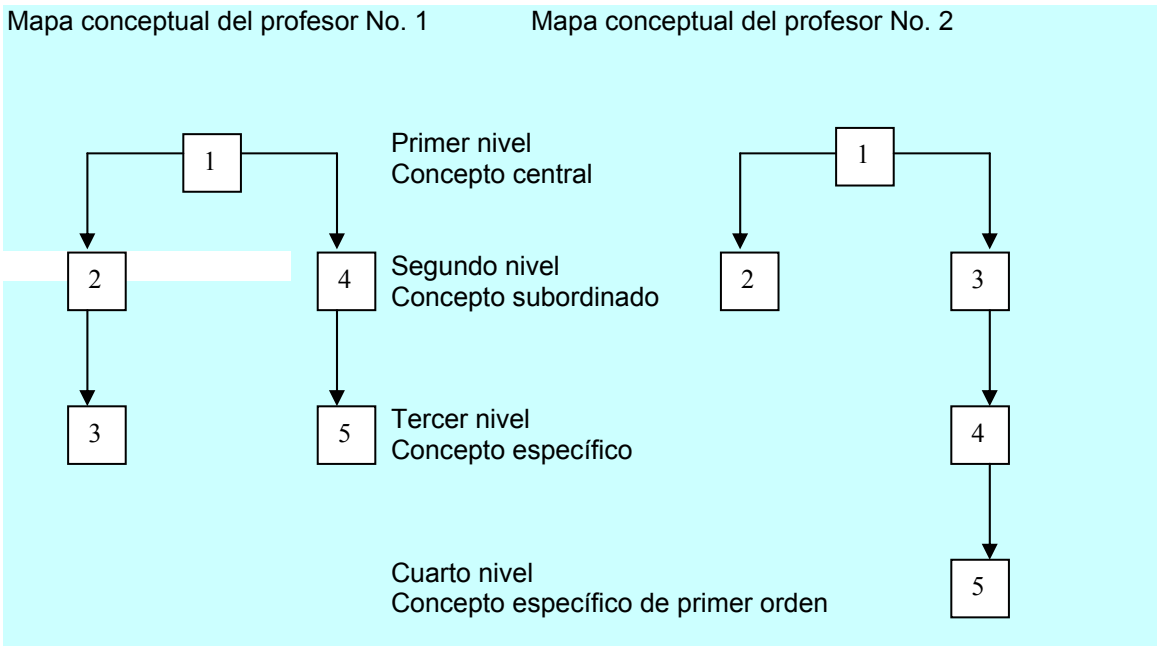 Mapa conceptual del profesor No. 1 Mapa conceptual del profesor No. 2
1 Primer nivel 1
Concepto central
2 4 Segundo nivel 2 3
Concepto subordinado
3 5 Tercer nivel 4
Concepto específico
Cuarto nivel 5
Concepto específico de primer orden